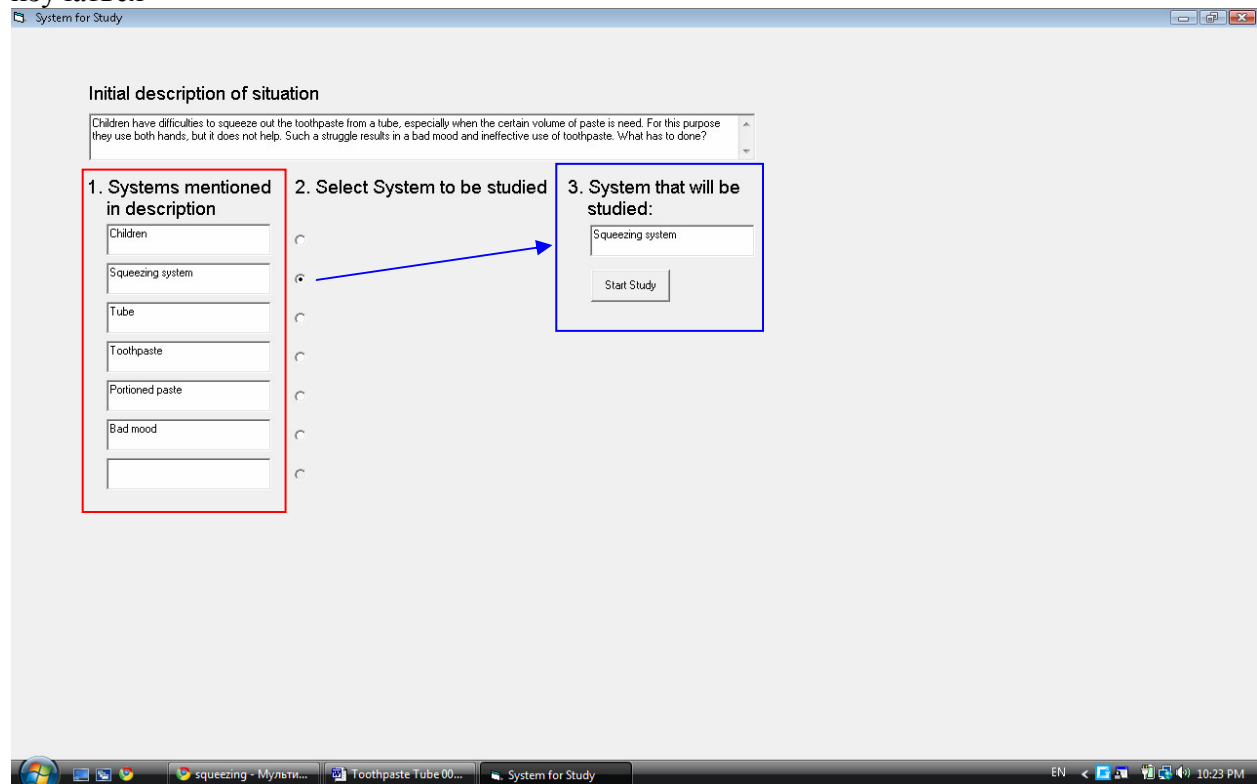 System for Study
Initial description of situation
Children have difficulties to squeeze out the toothpaste from a tube, especially when the certain volume of paste is need. For this purpose
they use both hands, but it does not help. Such a struggle results in a bad mood and ineffective use of toothpaste. What has to done?
1. Systems mentioned
in description
2. Select System to be studied
3. System that will be
studied:
Children
Squeezing system
Squeezing system
Start Study
Tube
Toothpaste
Portioned paste
Bad mood
squeezing - Мульти...
Toothpaste Tube 00...
System for Study
EN
10:23 PM